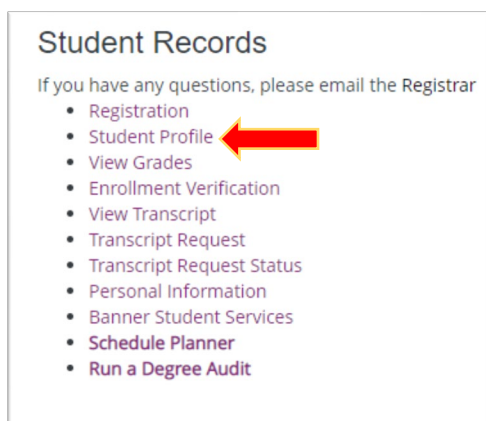 Student Records
If you have any questions, please email the Registrar
Registration
Student Profile
View Grades
Enrollment Verification
View Transcript
Transcript Request
Transcript Request Status
Personal Information
Banner Student Services
Schedule Planner
Run a Degree Audit